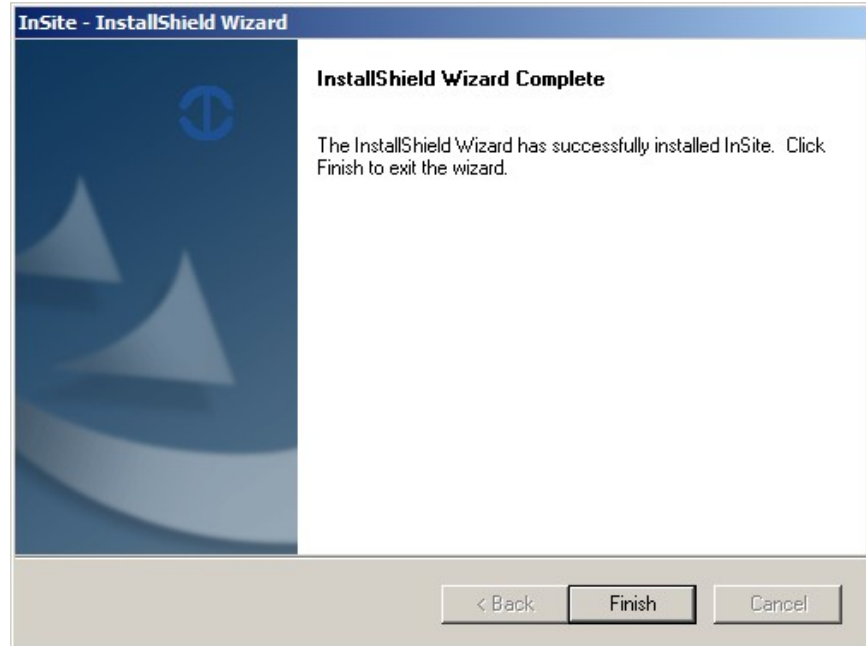 InSite - InstallShield Wizard
InstallShield Wizard Complete
The InstallShield Wizard has successfully installed InSite.  Click
Finish to exit the wizard.
< Back
Finish
Cancel